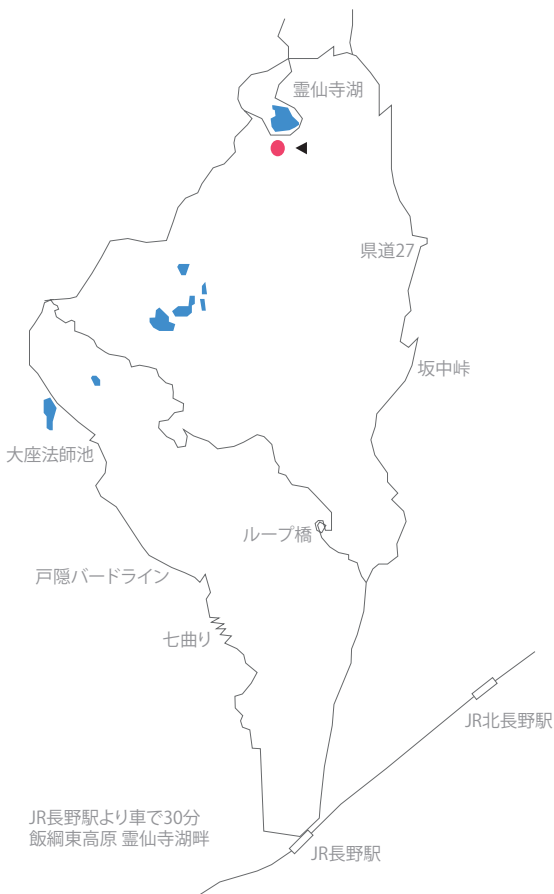 霊仙寺湖
県道27
坂中峠
大座法師池
ループ橋
戸隠バードライン
七曲り
JR北長野駅
JR長野駅より車で30分
飯綱東高原 霊仙寺湖畔
JR長野駅